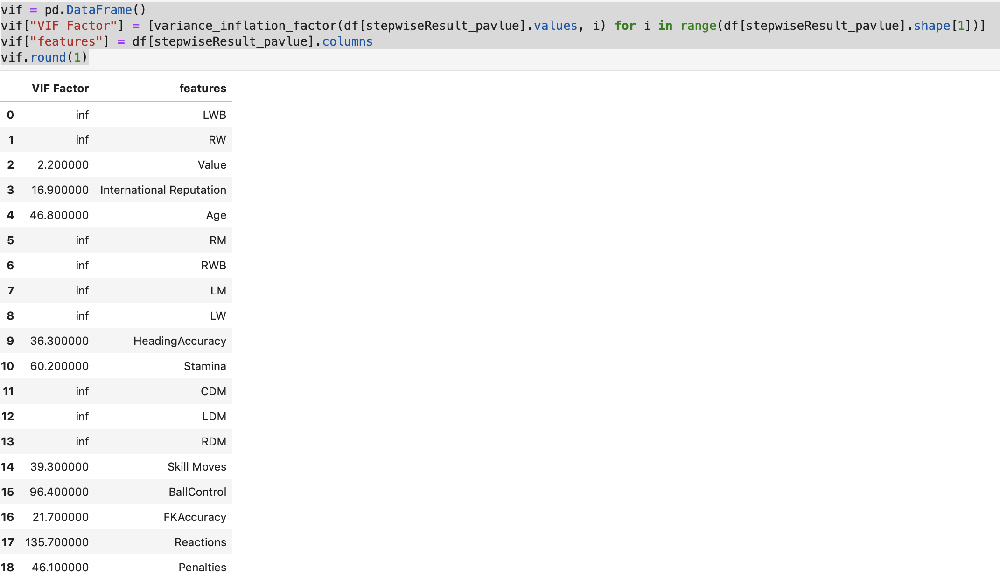 vif = pd.DataFrame()
vif["VIF Factor"] = [variance_inflation_factor(df[stepwiseResult_pavlue].values, i) for i in range(df[stepwiseResult_pavlue].shape[1])]
vif["features"] = df[stepwiseResult_pavlue].columns
vif.round(1)
VIF Factor features
0 inf LWB
1 inf RW
2 2.200000 Value
3 16.900000 International Reputation
4 46.800000 Age
5 inf RM
6 inf RWB
7 inf LM
8 inf LW
9 36.300000 HeadingAccuracy
10 60.200000 Stamina
11 inf CDM
12 inf LDM
13 inf RDM
14 39.300000 Skill Moves
15 96.400000 BallControl
16 21.700000 FKAccuracy
17 135.700000 Reactions
18 46.100000 Penalties